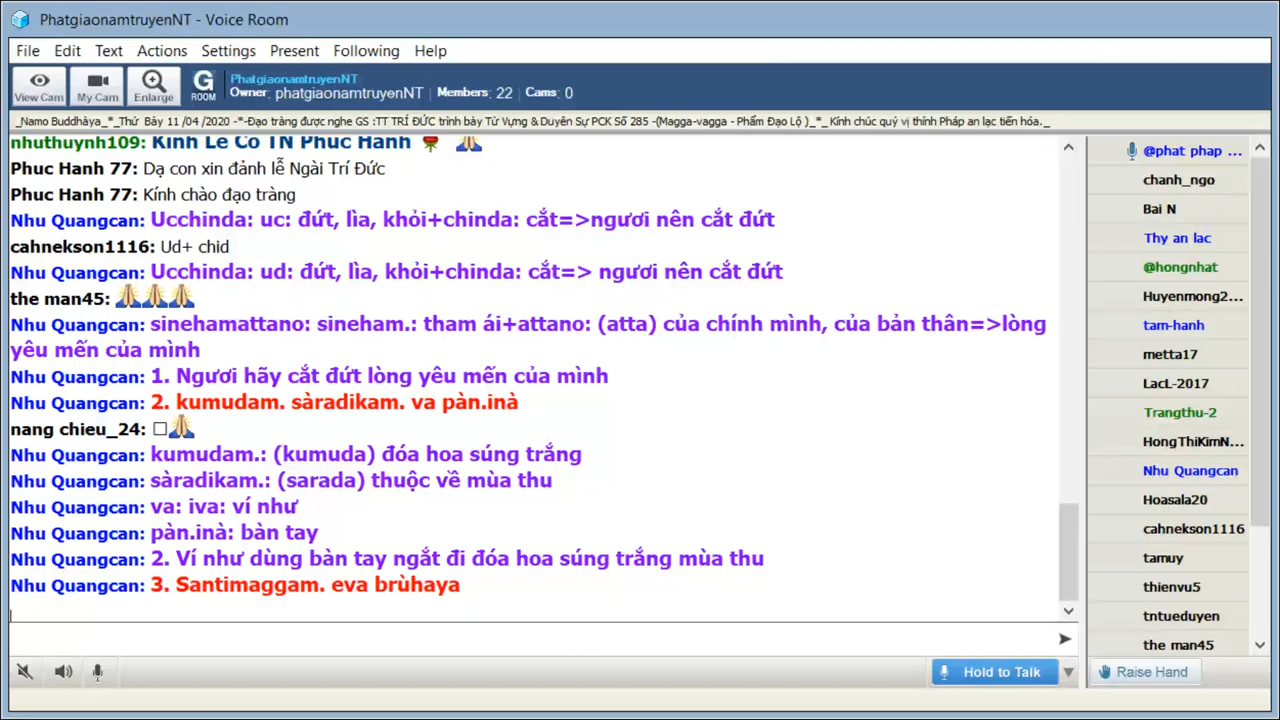 PhatgiaonamtruyenNT - Voice Room
File Edit Text Actions Settings Present Following Help
View Cam My Cam Enlarge G ROOM
PhatgiaonamtruyenNT
Owner: phatgiaonamtruyenNT | Members: 22 | Cams: 0
_Namo Buddhàya_*_Thứ Bảy 11 /04 /2020 -*-Đạo tràng được nghe GS :TT TRÍ ĐỨC trình bày Từ Vựng & Duyên Sự PCK Số 285 -(Magga-vagga - Phẩm Đạo Lộ )_*_ Kính chúc quý vị thính Pháp an lạc tiến hóa._
nhuthuynh109: Kính Lễ Cô TN Phúc Hạnh
Phuc Hanh 77: Dạ con xin đảnh lễ Ngài Trí Đức
Phuc Hanh 77: Kính chào đạo tràng
Nhu Quangcan: Ucchinda: uc: đứt, lìa, khỏi+chinda: cắt=>ngươi nên cắt đứt
cahnekson1116: Ud+ chid
Nhu Quangcan: Ucchinda: ud: đứt, lìa, khỏi+chinda: cắt=> ngươi nên cắt đứt
the man45:
Nhu Quangcan: sinehamattano: sineham.: tham ái+attano: (atta) của chính mình, của bản thân=>lòng
yêu mến của mình
Nhu Quangcan: 1. Ngươi hãy cắt đứt lòng yêu mến của mình
Nhu Quangcan: 2. kumudam. sàradikam. va pàn.inà
nang chieu_24:
Nhu Quangcan: kumudam.: (kumuda) đóa hoa súng trắng
Nhu Quangcan: sàradikam.: (sarada) thuộc về mùa thu
Nhu Quangcan: va: iva: ví như
Nhu Quangcan: pàn.inà: bàn tay
Nhu Quangcan: 2. Ví như dùng bàn tay ngắt đi đóa hoa súng trắng mùa thu
Nhu Quangcan: 3. Santimaggam. eva brùhaya
@phat phap ...
chanh_ngo
Bai N
Thy an lac
@hongnhat
Huyenmong2...
tam-hanh
metta17
LacL-2017
Trangthu-2
HongThiKimN...
Nhu Quangcan
Hoasala20
cahnekson1116
tamuy
thienvu5
tntueduyen
the man45
Hold to Talk
Raise Hand